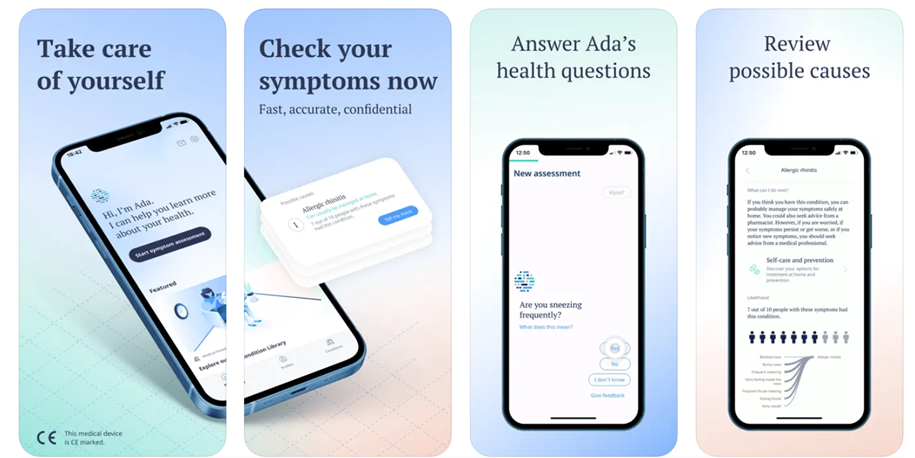 Take care
of yourself
18:42
Hi, I'm Ada.
I can help you learn more
about your health.
Start symptom assessment
Featured
Explore our
CE
This medical device
is CE marked.
Check your
symptoms now
Fast, accurate, confidential
Possible causes
1
Allergic rhinitis
Can usually be managed at home
7 out of 10 people with these symptoms
had this condition.
Tell me more
Condition Library
Profiles
Conditions
Answer Ada's
health questions
12:50
New assessment
Myself
Are you sneezing
frequently?
What does this mean?
Yes
No
I don't know
Give feedback
Review
possible causes
12:50
Allergic rhinitis
What can I do next?
If you think you have this condition, you can
probably manage your symptoms safely at
home. You could also seek advice from a
pharmacist. However, if you are worried, if
your symptoms persist or get worse, or if you
notice new symptoms, you should seek
advice from a medical professional.
Self-care and prevention
Discover your options for
treatment at home and
prevention
Likelihood
7 out of 10 people with these symptoms had
this condition.
Blocked nose
Allergic rhinitis
Runny nose
Frequent sneezing
Itchy feeling inside the
nose
Frequent throat clearing
Itching throat
Itchy mouth